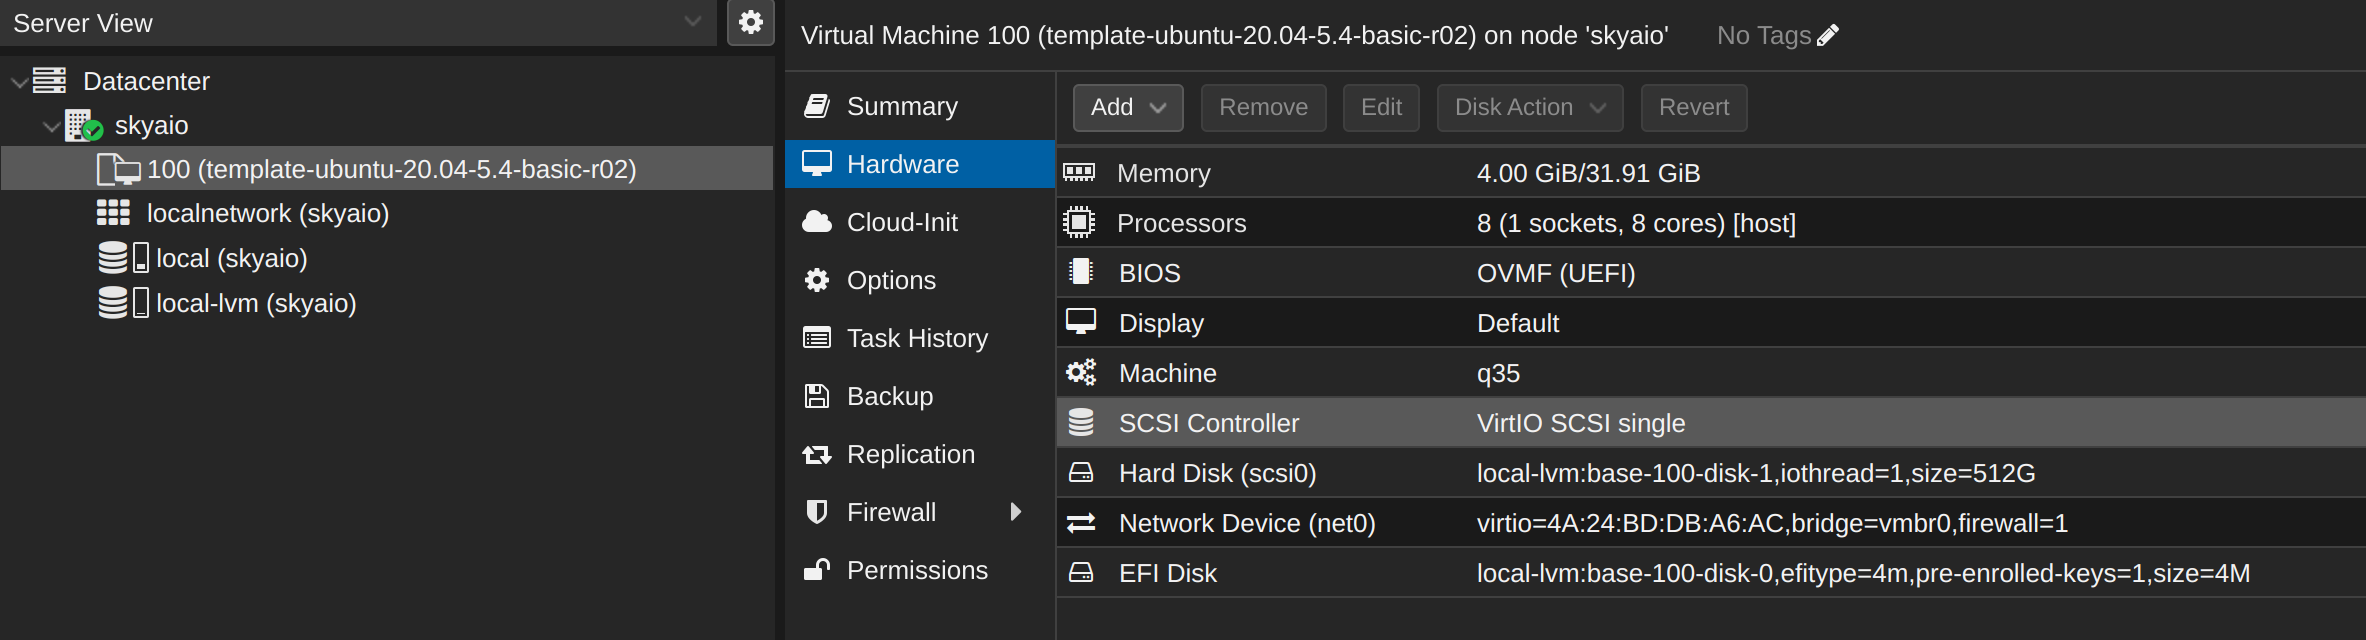 Server View
Datacenter
skyaio
100 (template-ubuntu-20.04-5.4-basic-r02)
localnetwork (skyaio)
local (skyaio)
local-lvm (skyaio)
Virtual Machine 100 (template-ubuntu-20.04-5.4-basic-r02) on node 'skyaio' No Tags
Summary
Hardware
Cloud-Init
Options
Task History
Backup
Replication
Firewall
Permissions
Add Remove Edit Disk Action Revert
Memory 4.00 GiB/31.91 GiB
Processors 8 (1 sockets, 8 cores) [host]
BIOS OVMF (UEFI)
Display Default
Machine q35
SCSI Controller VirtIO SCSI single
Hard Disk (scsi0) local-lvm:base-100-disk-1,iothread=1,size=512G
Network Device (net0) virtio=4A:24:BD:DB:A6:AC,bridge=vmbr0,firewall=1
EFI Disk local-lvm:base-100-disk-0,efitype=4m,pre-enrolled-keys=1,size=4M